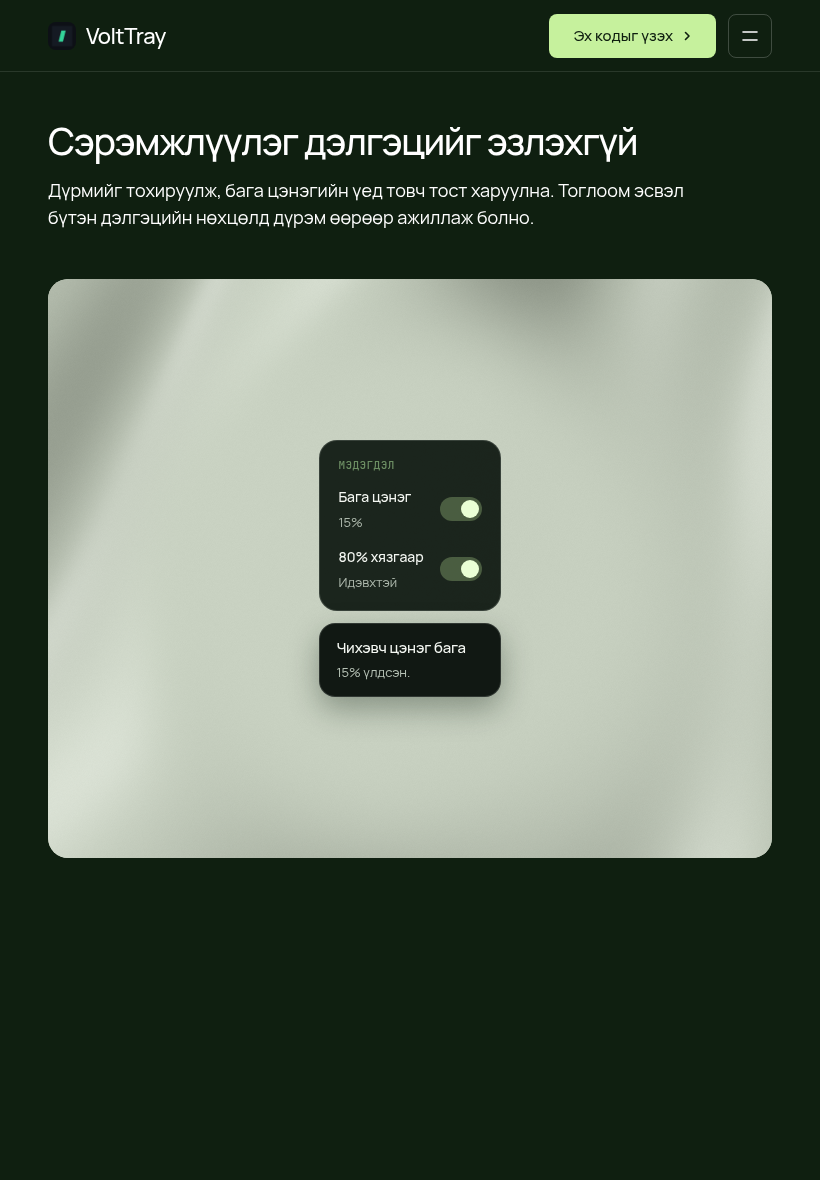 VoltTray
Эх кодыг үзэх
Сэрэмжлүүлэг дэлгэцийг эзлэхгүй
Дүрмийг тохируулж, бага цэнэгийн үед товч тост харуулна. Тоглоом эсвэл
бүтэн дэлгэцийн нөхцөлд дүрэм өөрөөр ажиллаж болно.
МЭДЭГДЭЛ
Бага цэнэг
15%
80% хязгаар
Идэвхтэй
Чихэвч цэнэг бага
15% үлдсэн.